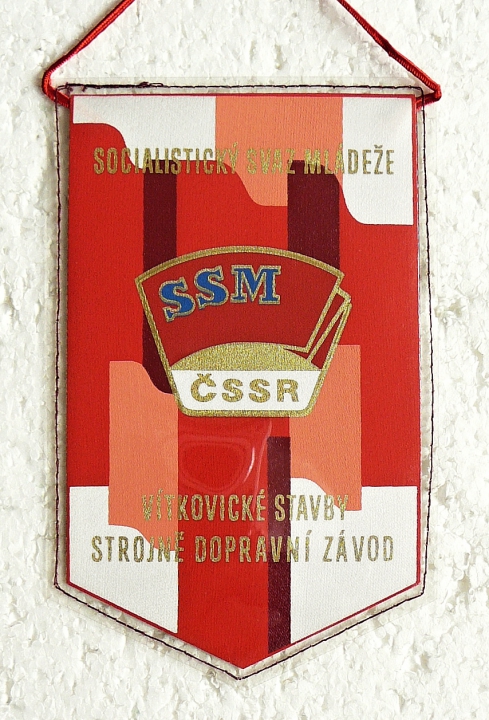 SOCIALISTICKÝ SVAZ MLÁDEŽE
SSM
ČSSR
VÍTKOVICKÉ STAVBY
STROJNĚ DOPRAVNÍ ZÁVOD